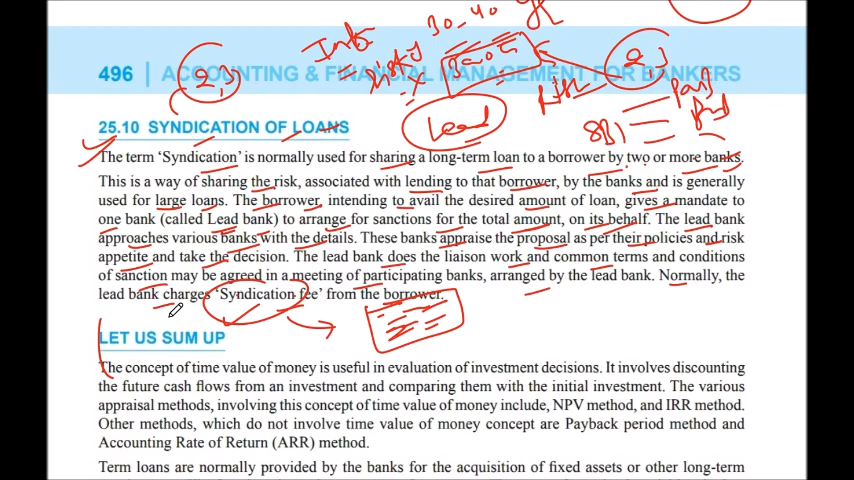 30-40
2,3
2,3
496 | ACCOUNTING & FINANCIAL MANAGEMENT FOR BANKERS
Lead
SBI
25.10 SYNDICATION OF LOANS
The term ‘Syndication’ is normally used for sharing a long-term loan to a borrower by two or more banks.
This is a way of sharing the risk, associated with lending to that borrower, by the banks and is generally
used for large loans. The borrower, intending to avail the desired amount of loan, gives a mandate to
one bank (called Lead bank) to arrange for sanctions for the total amount, on its behalf. The lead bank
approaches various banks with the details. These banks appraise the proposal as per their policies and risk
appetite and take the decision. The lead bank does the liaison work and common terms and conditions
of sanction may be agreed in a meeting of participating banks, arranged by the lead bank. Normally, the
lead bank charges ‘Syndication fee’ from the borrower.
LET US SUM UP
The concept of time value of money is useful in evaluation of investment decisions. It involves discounting
the future cash flows from an investment and comparing them with the initial investment. The various
appraisal methods, involving this concept of time value of money include, NPV method, and IRR method.
Other methods, which do not involve time value of money concept are Payback period method and
Accounting Rate of Return (ARR) method.
Term loans are normally provided by the banks for the acquisition of fixed assets or other long-term